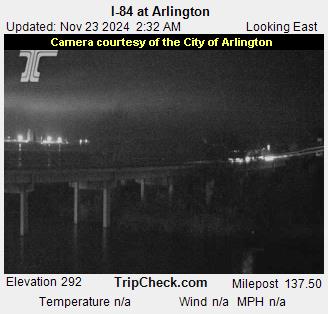 I-84 at Arlington
Updated: Nov 23 2024 2:32 AM Looking East
Camera courtesy of the City of Arlington
Elevation 292 TripCheck.com Milepost 137.50
Temperature n/a Wind n/a MPH n/a